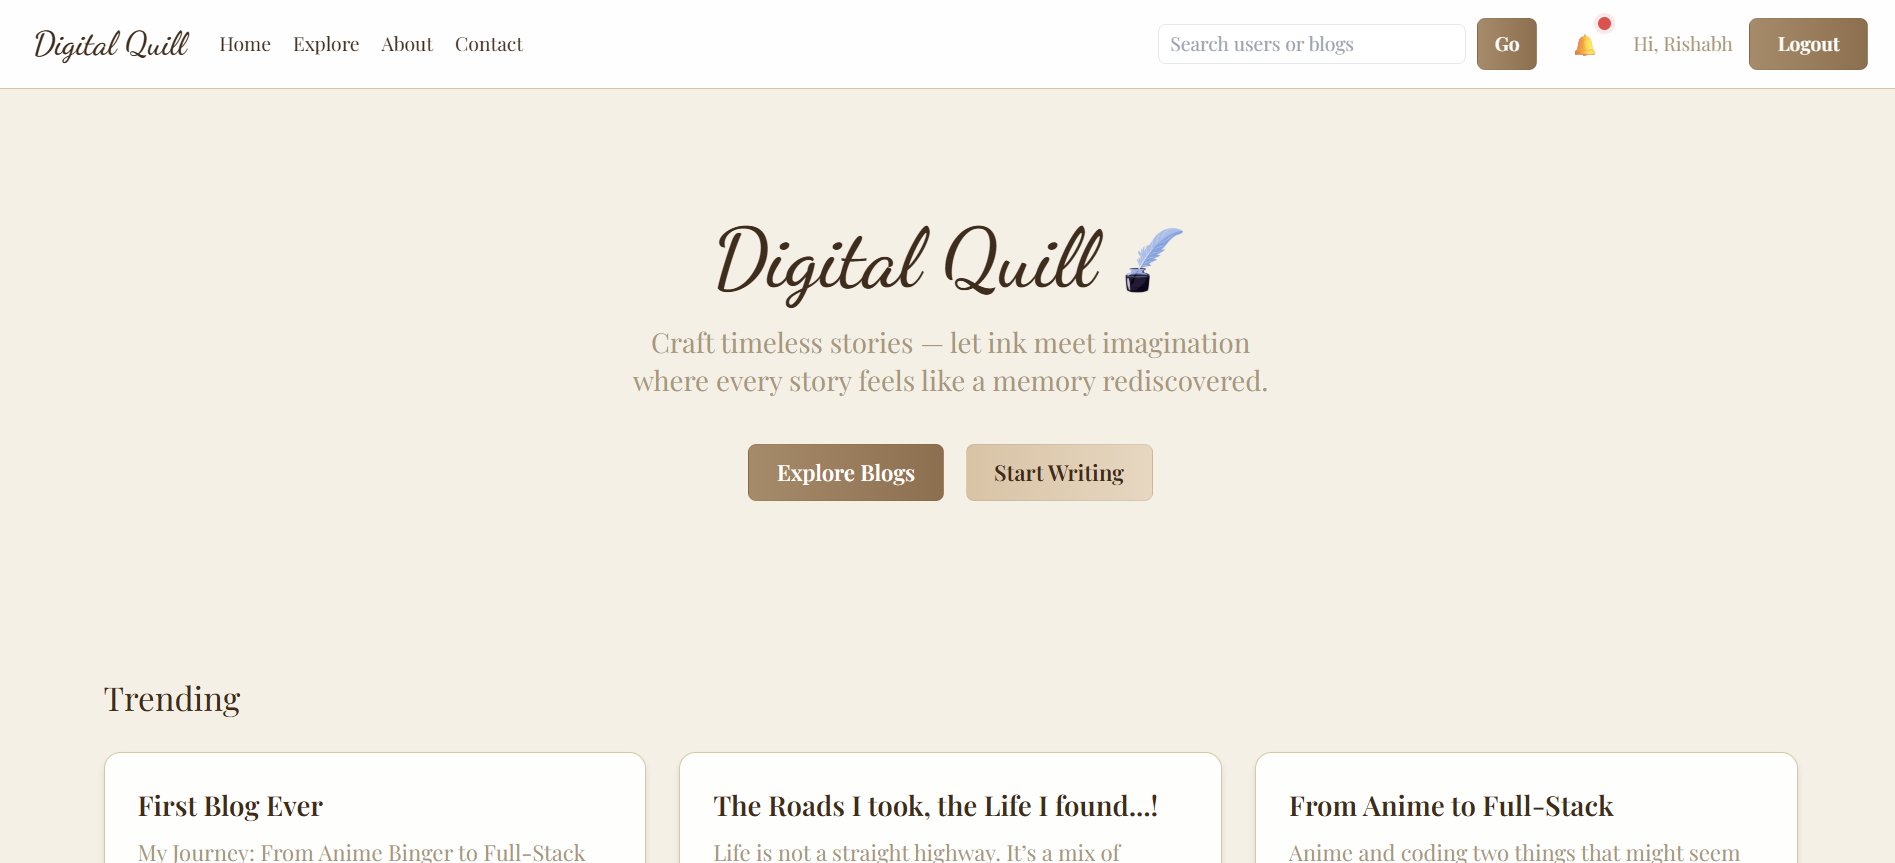 Digital Quill Home Explore About Contact Search users or blogs Go Hi, Rishabh Logout
Digital Quill
Craft timeless stories — let ink meet imagination
where every story feels like a memory rediscovered.
Explore Blogs Start Writing
Trending
First Blog Ever
My Journey: From Anime Binger to Full-Stack
The Roads I took, the Life I found...!
Life is not a straight highway. It’s a mix of
From Anime to Full-Stack
Anime and coding two things that might seem